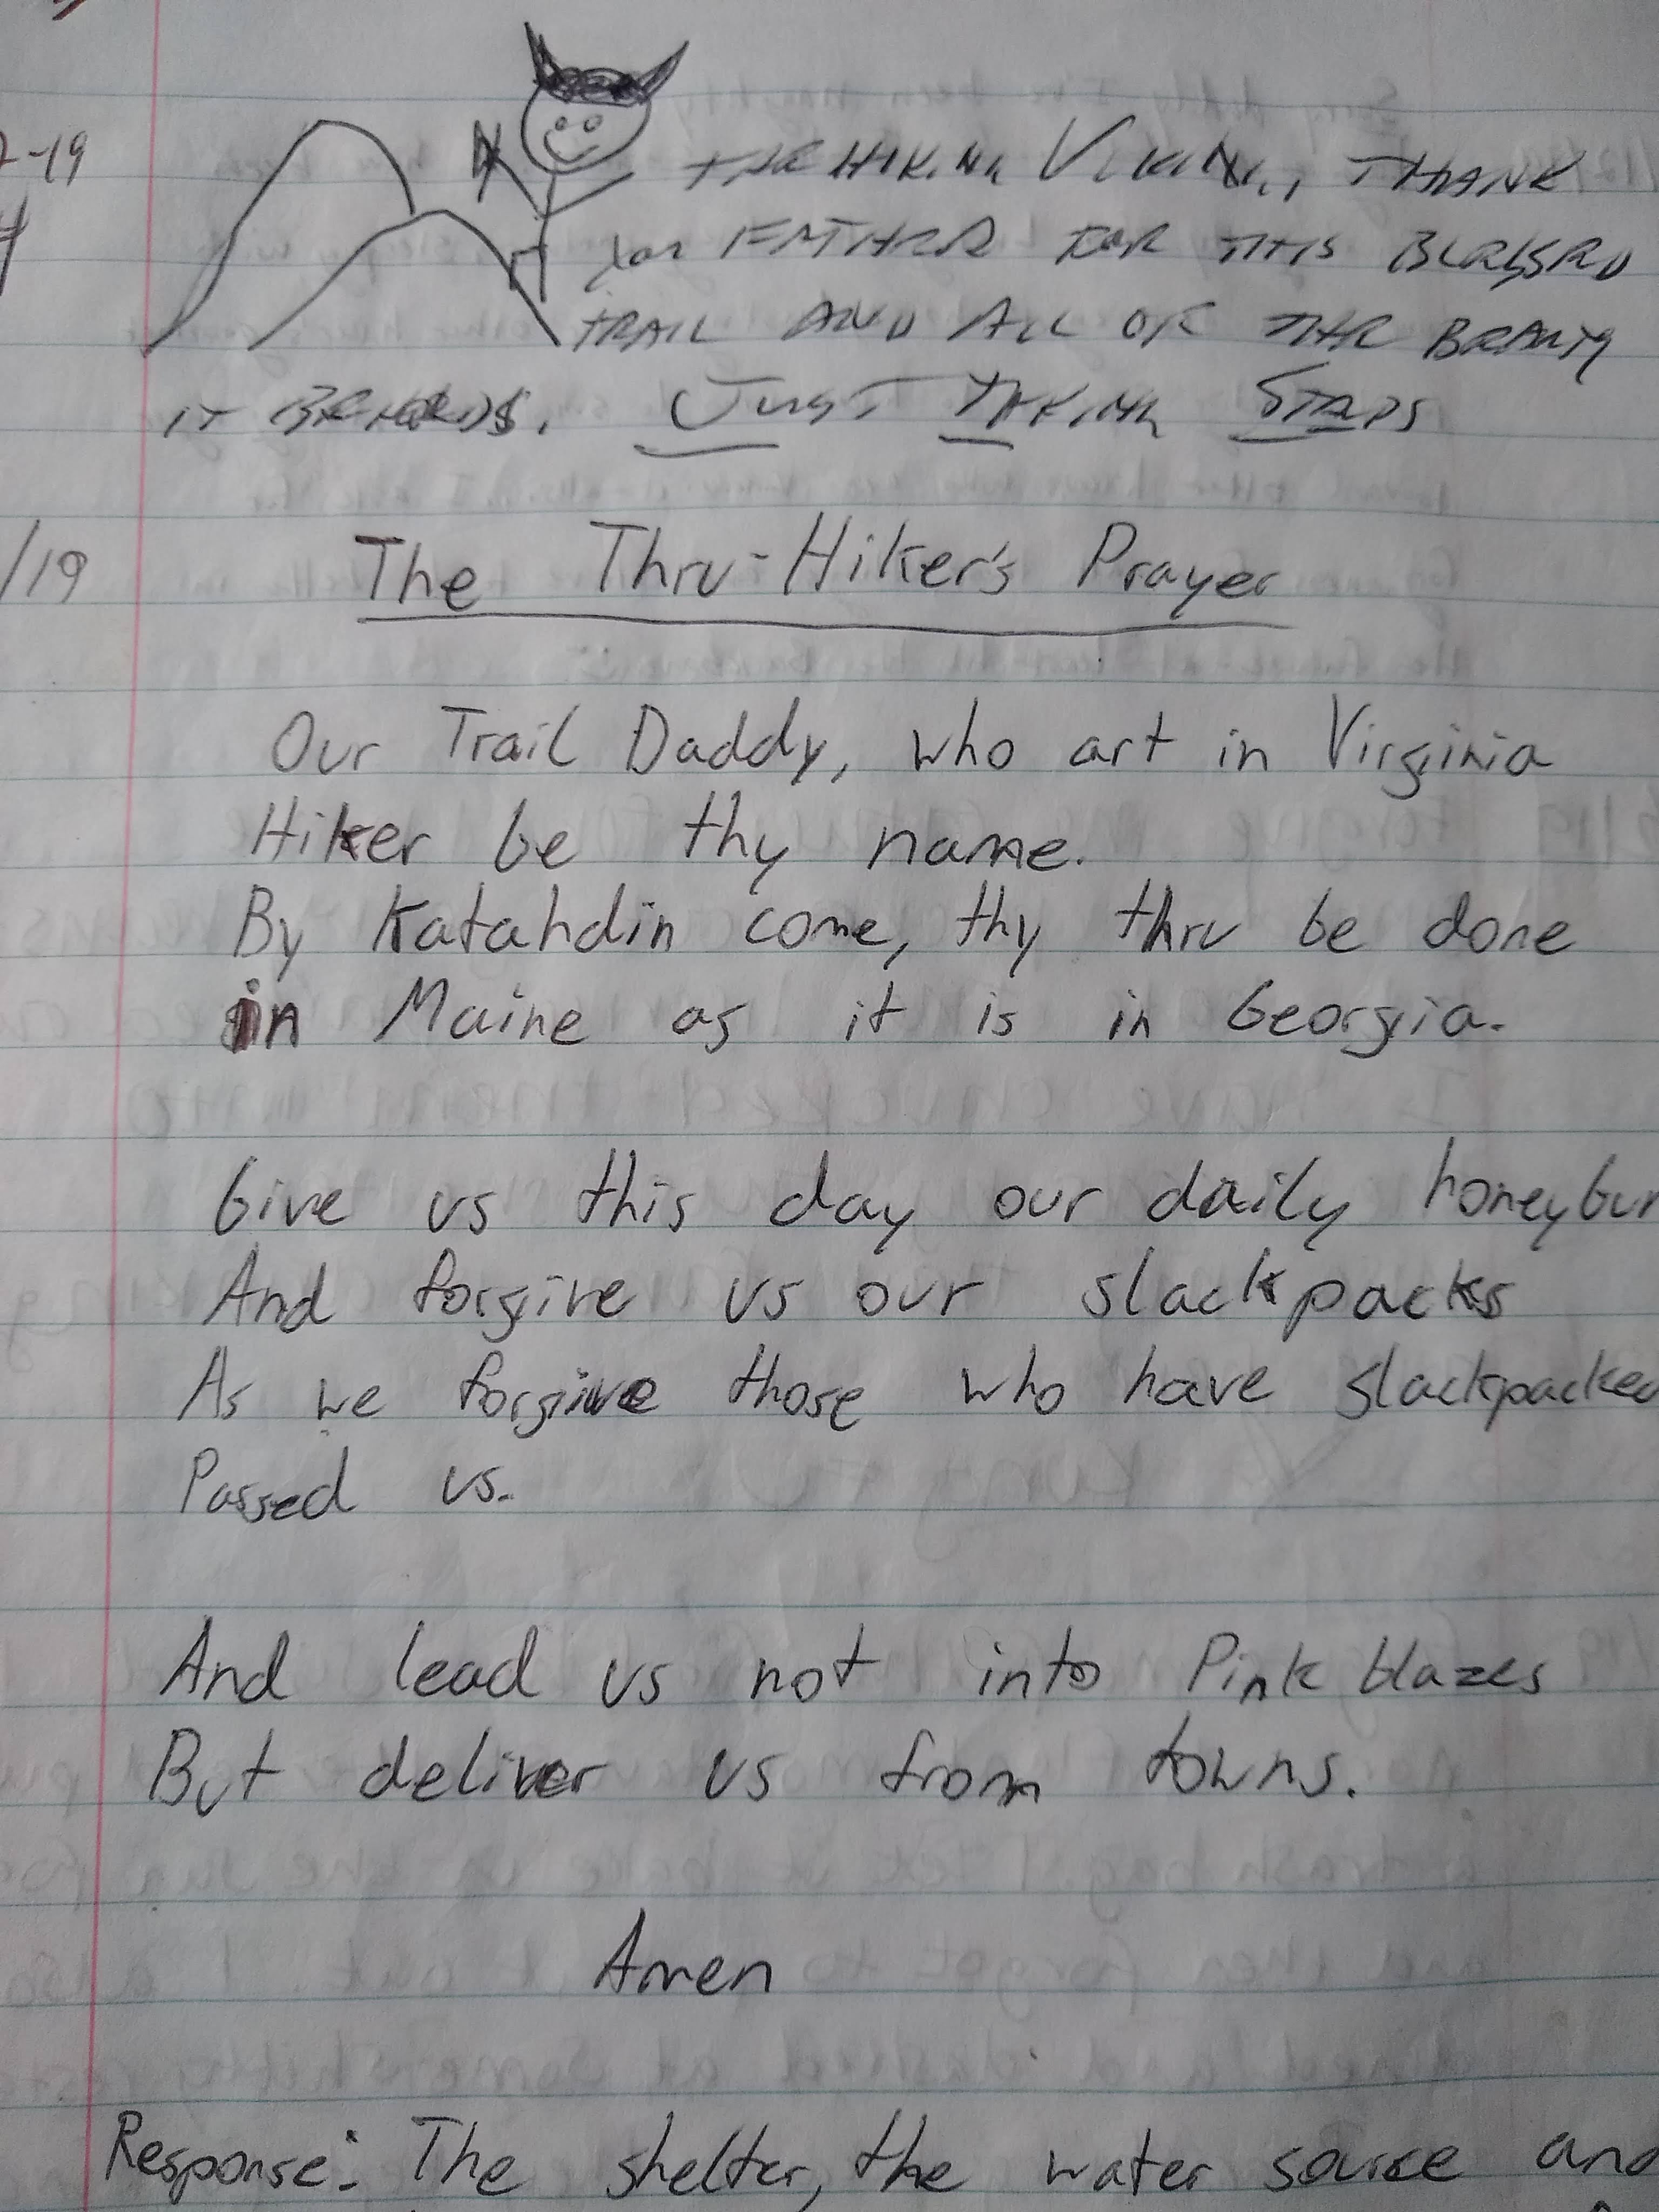 -19
THE HIKING VIKING, THANK
you FATHER FOR THIS BLESSED
TRAIL AND ALL OF THE BEAUTY
IT BEHOLDS. JUST TAKING STEPS
/19 The Thru-Hiker's Prayer
Our Trail Daddy, who art in Virginia
Hiker be thy name.
By Katahdin come, thy thru be done
in Maine as it is in Georgia.
Give us this day our daily honeybun
And forgive us our slackpacks
As we forgive those who have slackpacked
Passed us.
And lead us not into Pink blazes
But deliver us from towns.
Amen
Response: The shelter, the water source and